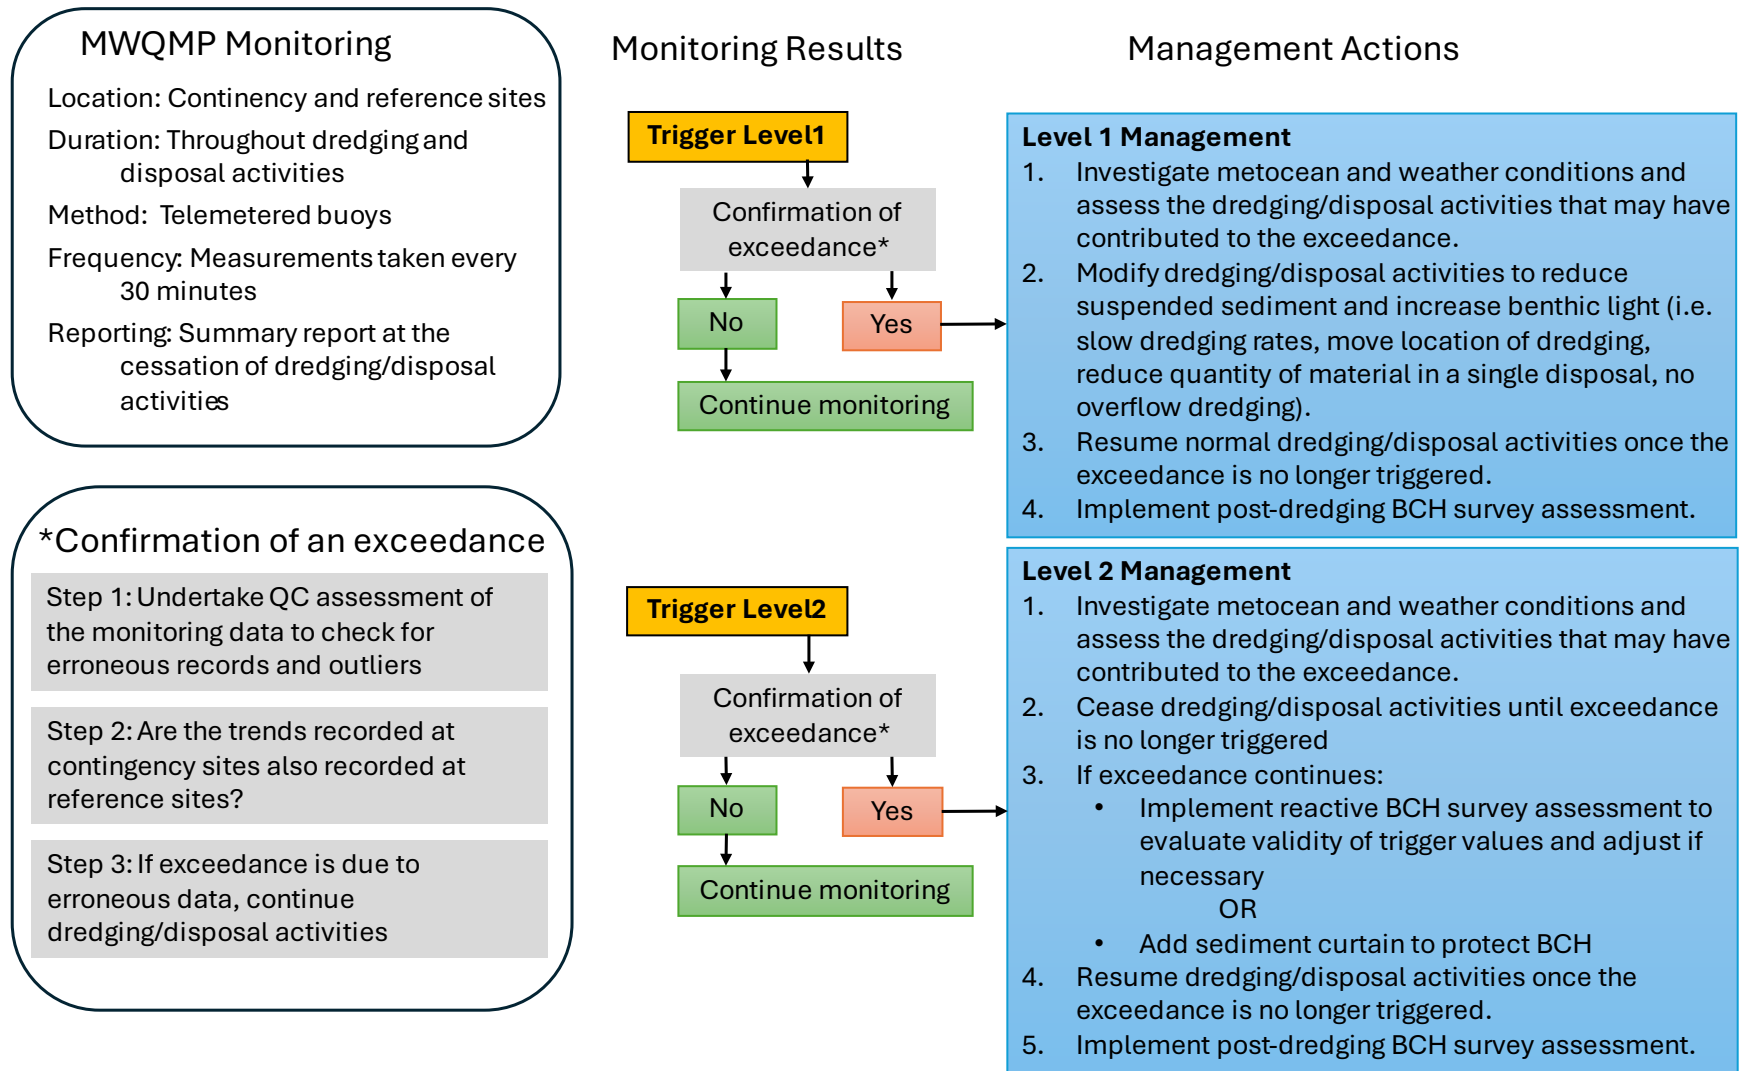 MWQMP Monitoring
Location: Continency and reference sites
Duration: Throughout dredging and
disposal activities
Method: Telemetered buoys
Frequency: Measurements taken every
30 minutes
Reporting: Summary report at the
cessation of dredging/disposal
activities
*Confirmation of an exceedance
Step 1: Undertake QC assessment of
the monitoring data to check for
erroneous records and outliers
Step 2: Are the trends recorded at
contingency sites also recorded at
reference sites?
Step 3: If exceedance is due to
erroneous data, continue
dredging/disposal activities
Monitoring Results
Trigger Level1
Confirmation of
exceedance*
No
Yes
Continue monitoring
Trigger Level2
Confirmation of
exceedance*
No
Yes
Continue monitoring
Management Actions
Level 1 Management
1. Investigate metocean and weather conditions and
assess the dredging/disposal activities that may have
contributed to the exceedance.
2. Modify dredging/disposal activities to reduce
suspended sediment and increase benthic light (i.e.
slow dredging rates, move location of dredging,
reduce quantity of material in a single disposal, no
overflow dredging).
3. Resume normal dredging/disposal activities once the
exceedance is no longer triggered.
4. Implement post-dredging BCH survey assessment.
Level 2 Management
1. Investigate metocean and weather conditions and
assess the dredging/disposal activities that may have
contributed to the exceedance.
2. Cease dredging/disposal activities until exceedance
is no longer triggered
3. If exceedance continues:
• Implement reactive BCH survey assessment to
evaluate validity of trigger values and adjust if
necessary
OR
• Add sediment curtain to protect BCH
4. Resume dredging/disposal activities once the
exceedance is no longer triggered.
5. Implement post-dredging BCH survey assessment.